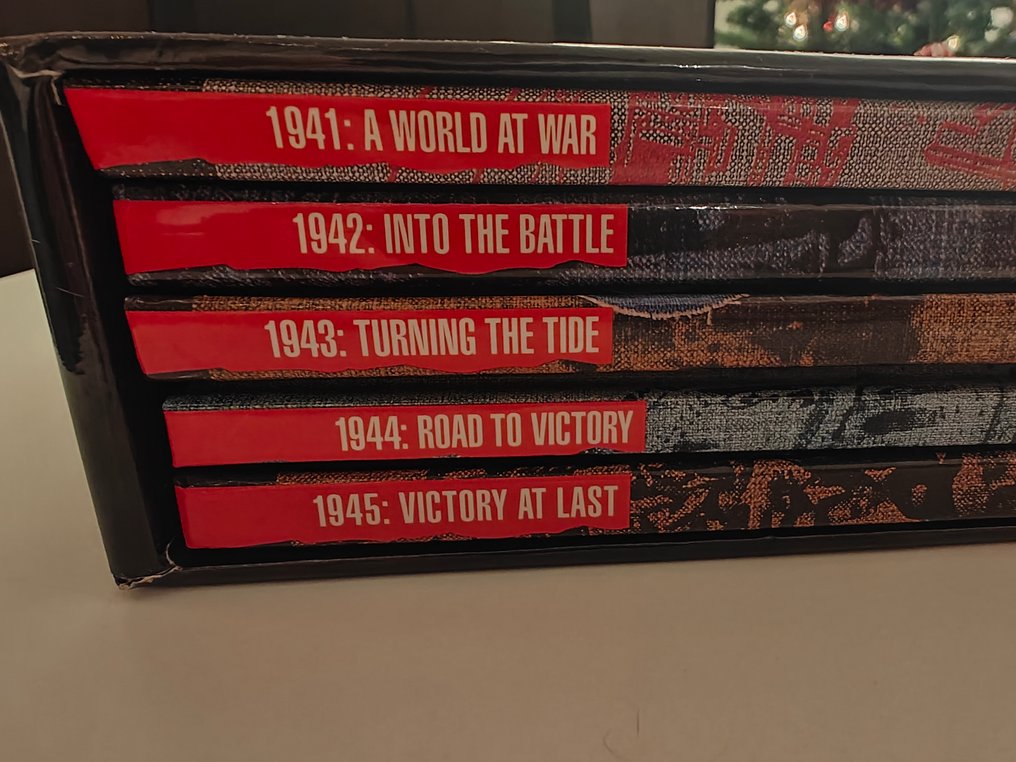 1941: A WORLD AT WAR
1942: INTO THE BATTLE
1943: TURNING THE TIDE
1944: ROAD TO VICTORY
1945: VICTORY AT LAST